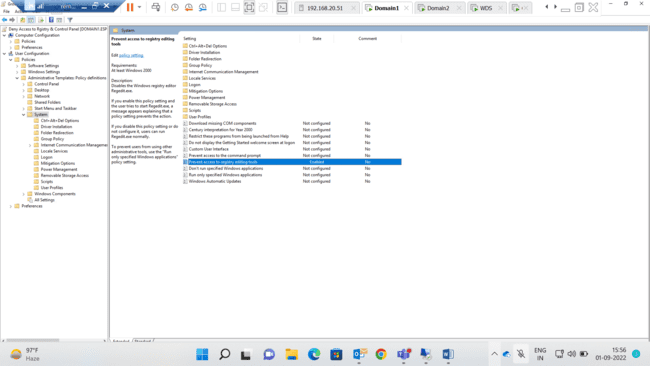 192.168.20.51
Domain1
Domain2
WDS
File
Deny Access to Rgistry & Control Panel [DOMAIN1.ESF
Computer Configuration
Policies
Preferences
User Configuration
Policies
Software Settings
Windows Settings
Administrative Templates: Policy definitions
Control Panel
Desktop
Network
Shared Folders
Start Menu and Taskbar
System
Ctrl+Alt+Del Options
Driver Installation
Folder Redirection
Group Policy
Internet Communication Managemen
Locale Services
Logon
Mitigation Options
Power Management
Removable Storage Access
Scripts
User Profiles
Windows Components
All Settings
Preferences
System
Prevent access to registry editing
tools
Edit policy setting
Requirements:
At least Windows 2000
Description:
Disables the Windows registry editor
Regedit.exe.
If you enable this policy setting and
the user tries to start Regedit.exe, a
message appears explaining that a
policy setting prevents the action.
If you disable this policy setting or do
not configure it, users can run
Regedit.exe normally.
To prevent users from using other
administrative tools, use the "Run
only specified Windows applications"
policy setting.
Setting State Comment
Ctrl+Alt+Del Options
Driver Installation
Folder Redirection
Group Policy
Internet Communication Management
Locale Services
Logon
Mitigation Options
Power Management
Removable Storage Access
Scripts
User Profiles
Download missing COM components Not configured No
Century interpretation for Year 2000 Not configured No
Restrict these programs from being launched from Help Not configured No
Do not display the Getting Started welcome screen at logon Not configured No
Custom User Interface Not configured No
Prevent access to the command prompt Not configured No
Prevent access to registry editing tools Enabled No
Don't run specified Windows applications Not configured No
Run only specified Windows applications Not configured No
Windows Automatic Updates Not configured No
Extended Standard
97°F
Haze
ENG
IN
15:56
01-09-2022